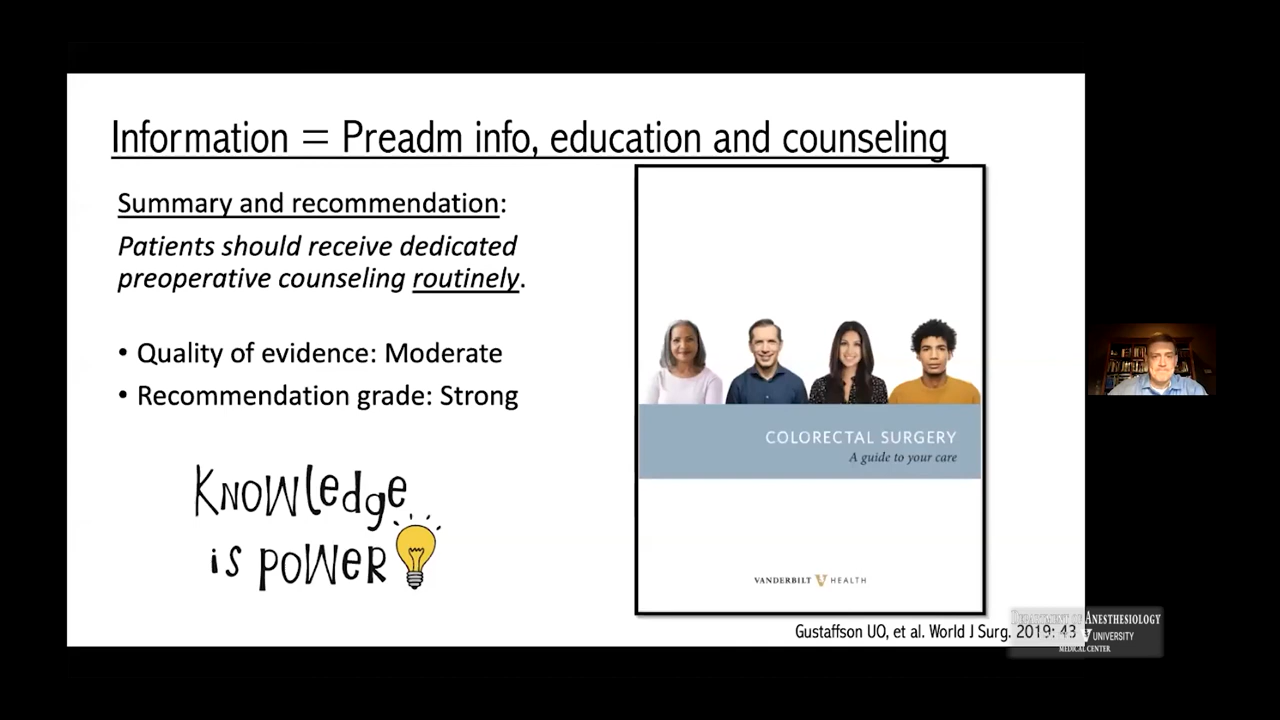 Information = Preadm info, education and counseling
Summary and recommendation:
Patients should receive dedicated
preoperative counseling routinely.
• Quality of evidence: Moderate
• Recommendation grade: Strong
KNOWledge
is poWer
COLORECTAL SURGERY
A guide to your care
VANDERBILT V HEALTH
Gustaffson UO, et al. World J Surg. 2019: 43
DEPARTMENT OF ANESTHESIOLOGY
V UNIVERSITY
MEDICAL CENTER